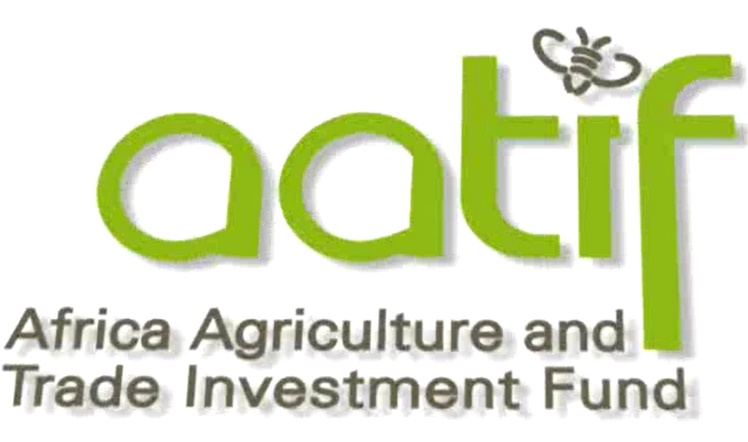 aatif
Africa Agriculture and
Trade Investment Fund